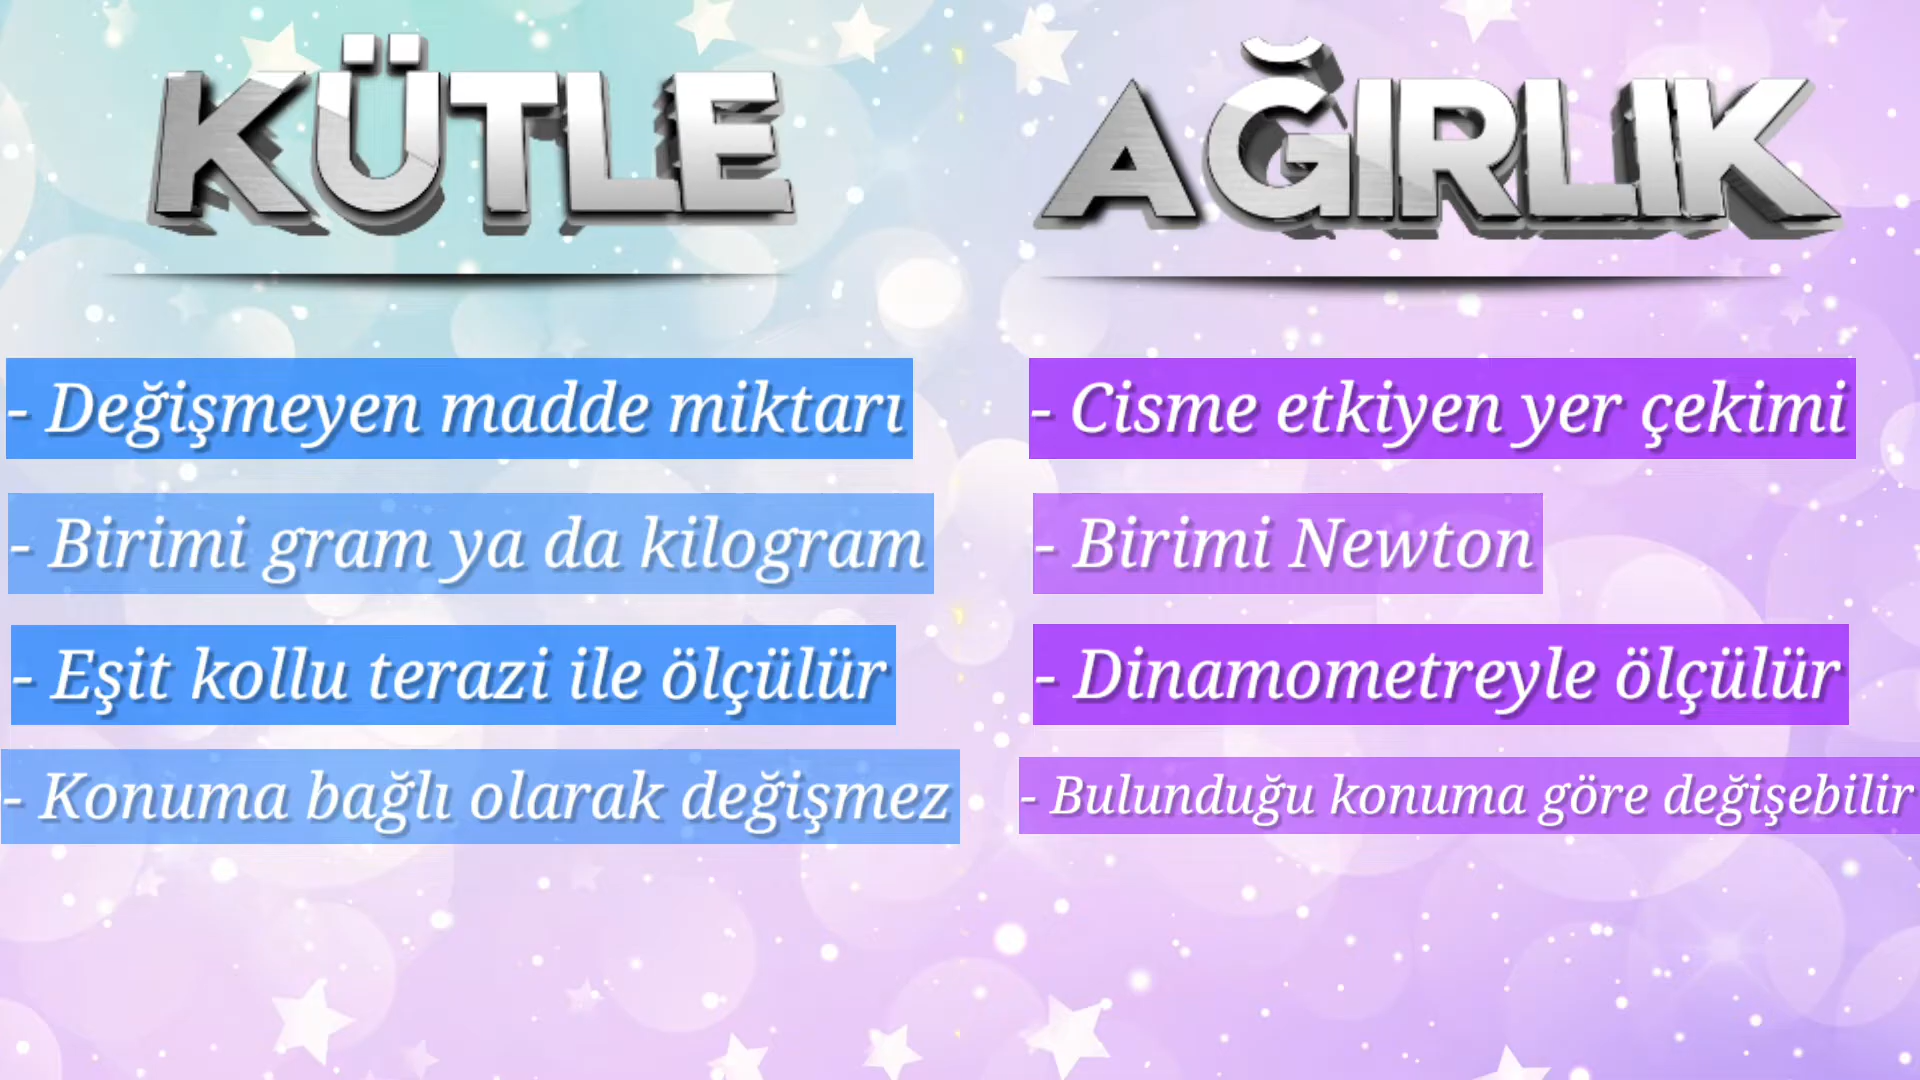 KÜTLE
- Değişmeyen madde miktarı
- Birimi gram ya da kilogram
- Eşit kollu terazi ile ölçülür
- Konuma bağlı olarak değişmez
AĞIRLIK
- Cisme etkiyen yer çekimi
- Birimi Newton
- Dinamometreyle ölçülür
- Bulunduğu konuma göre değişebilir